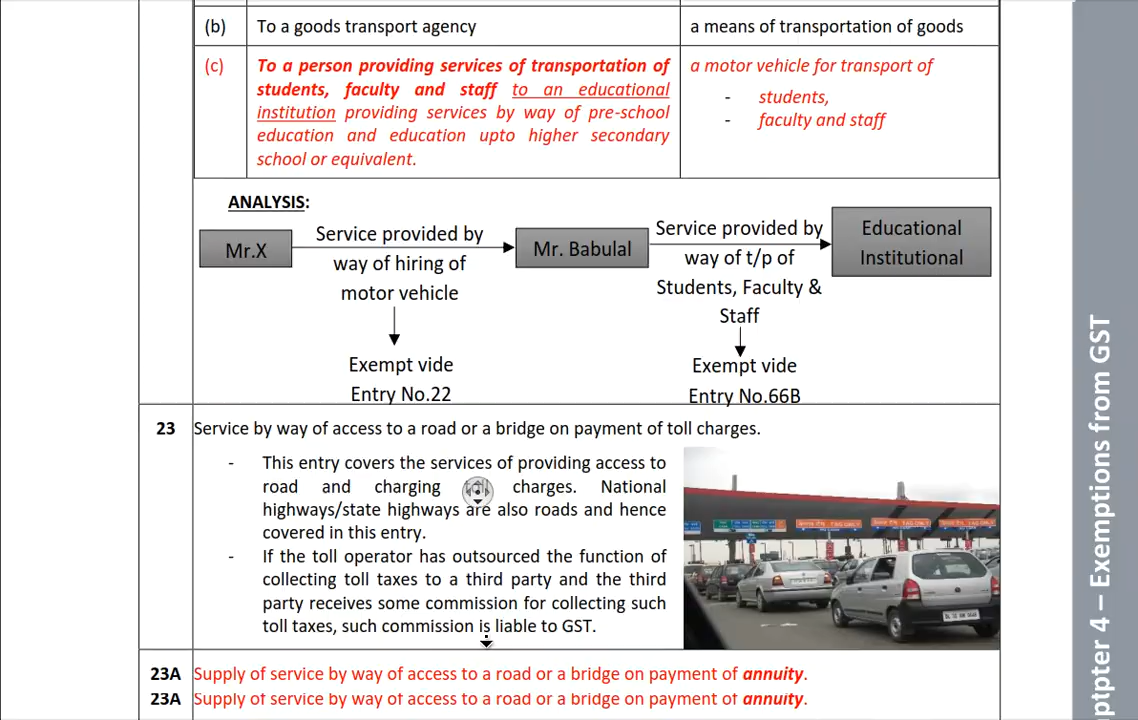 (b) To a goods transport agency a means of transportation of goods
(c) To a person providing services of transportation of a motor vehicle for transport of
students, faculty and staff to an educational - students,
institution providing services by way of pre-school - faculty and staff
education and education upto higher secondary
school or equivalent.
ANALYSIS:
Mr.X
Service provided by
way of hiring of
motor vehicle
Exempt vide
Entry No.22
Mr. Babulal
Service provided by
way of t/p of
Students, Faculty &
Staff
Exempt vide
Entry No.66B
Educational
Institutional
23 Service by way of access to a road or a bridge on payment of toll charges.
- This entry covers the services of providing access to
road and charging charges. National
highways/state highways are also roads and hence
covered in this entry.
- If the toll operator has outsourced the function of
collecting toll taxes to a third party and the third
party receives some commission for collecting such
toll taxes, such commission is liable to GST.
23A Supply of service by way of access to a road or a bridge on payment of annuity.
23A Supply of service by way of access to a road or a bridge on payment of annuity.
ptpter 4 – Exemptions from GST